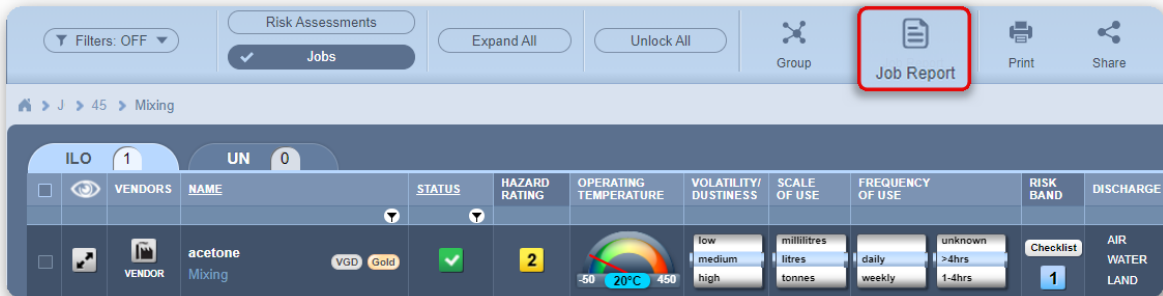 Filters: OFF
Risk Assessments
Jobs
Expand All
Unlock All
Group
Job Report
Print
Share
J 45 Mixing
ILO 1
UN 0
VENDORS
NAME
STATUS
HAZARD
RATING
OPERATING
TEMPERATURE
VOLATILITY/
DUSTINESS
SCALE
OF USE
FREQUENCY
OF USE
RISK
BAND
DISCHARGE
VENDOR
acetone
Mixing
VGD Gold
2
-50 20°C 450
low
medium
high
millilitres
litres
tonnes
daily
weekly
unknown
>4hrs
1-4hrs
Checklist
1
AIR
WATER
LAND